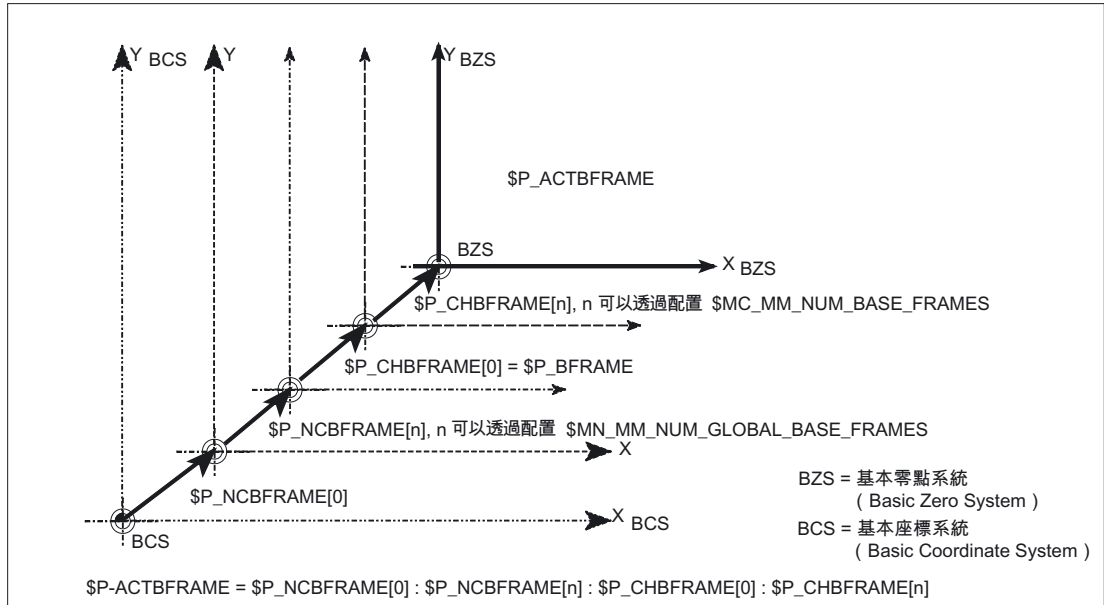 Y BCS
Y
Y BZS
$P_ACTBFRAME
BZS
X BZS
$P_CHBFRAME[n], n 可以透過配置 $MC_MM_NUM_BASE_FRAMES
$P_CHBFRAME[0] = $P_BFRAME
$P_NCBFRAME[n], n 可以透過配置 $MN_MM_NUM_GLOBAL_BASE_FRAMES
X
$P_NCBFRAME[0]
X BCS
BCS
BZS = 基本零點系統
( Basic Zero System )
BCS = 基本座標系統
( Basic Coordinate System )
$P-ACTBFRAME = $P_NCBFRAME[0] : $P_NCBFRAME[n] : $P_CHBFRAME[0] : $P_CHBFRAME[n]